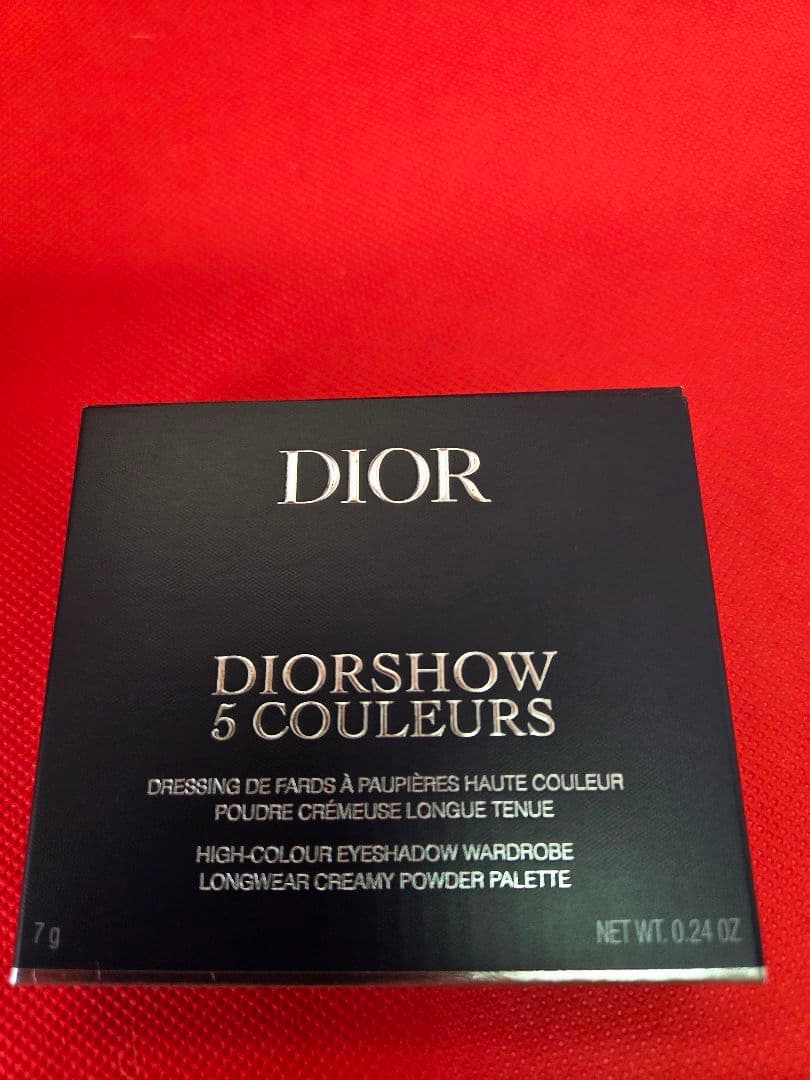 DIOR
DIORSHOW
5 COULEURS
DRESSING DE FARDS À PAUPIÈRES HAUTE COULEUR
POUDRE CRÉMEUSE LONGUE TENUE
HIGH-COLOUR EYESHADOW WARDROBE
LONGWEAR CREAMY POWDER PALETTE
7 g NET WT. 0.24 OZ